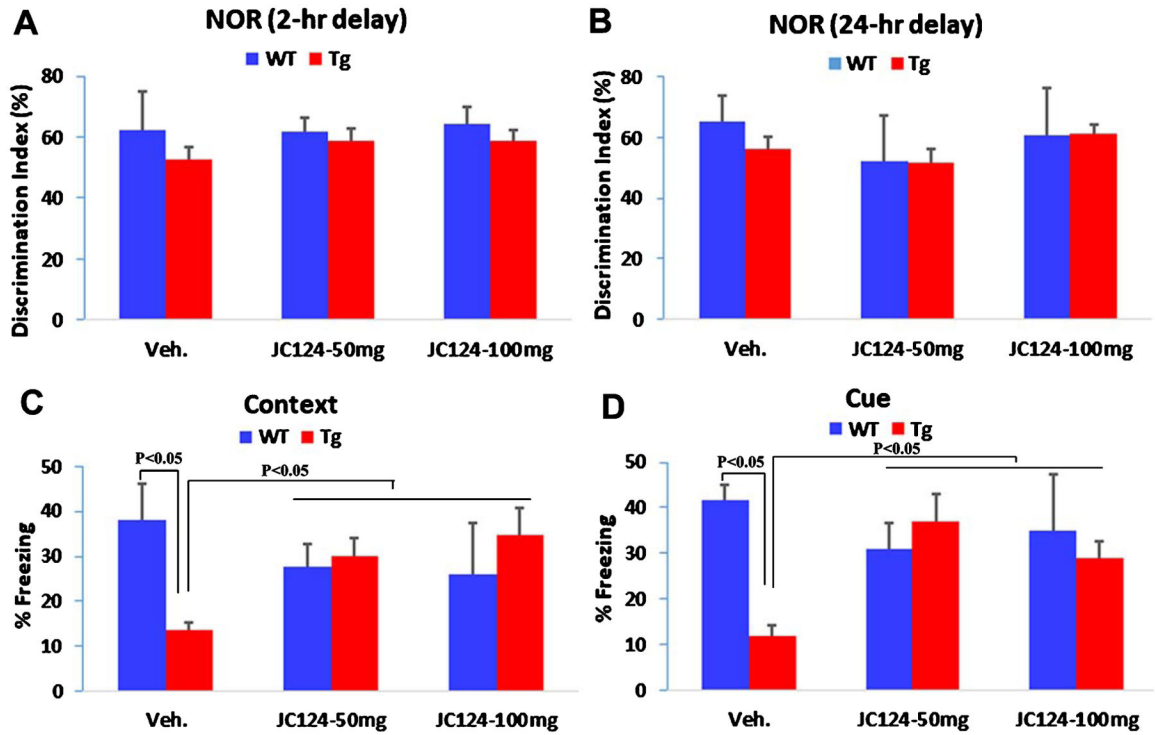 A
NOR (2-hr delay)
WT Tg
Discrimination Index (%)
80
60
40
20
0
Veh. JC124-50mg JC124-100mg
B
NOR (24-hr delay)
WT Tg
Discrimination Index (%)
80
60
40
20
0
Veh. JC124-50mg JC124-100mg
C
Context
WT Tg
P<0.05
P<0.05
% Freezing
50
40
30
20
10
0
Veh. JC124-50mg JC124-100mg
D
Cue
WT Tg
P<0.05
P<0.05
% Freezing
50
40
30
20
10
0
Veh. JC124-50mg JC124-100mg